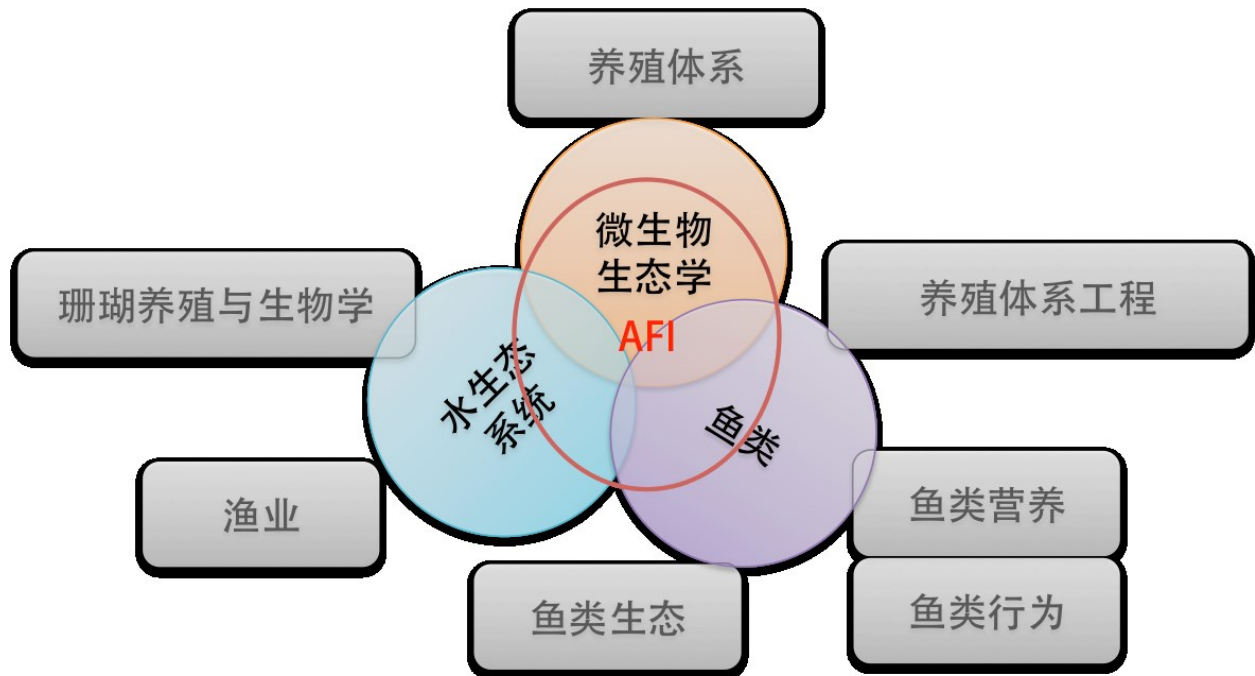 养殖体系
微生物
生态学
珊瑚养殖与生物学
养殖体系工程
AFI
水生态
系统
鱼类
渔业
鱼类营养
鱼类生态
鱼类行为